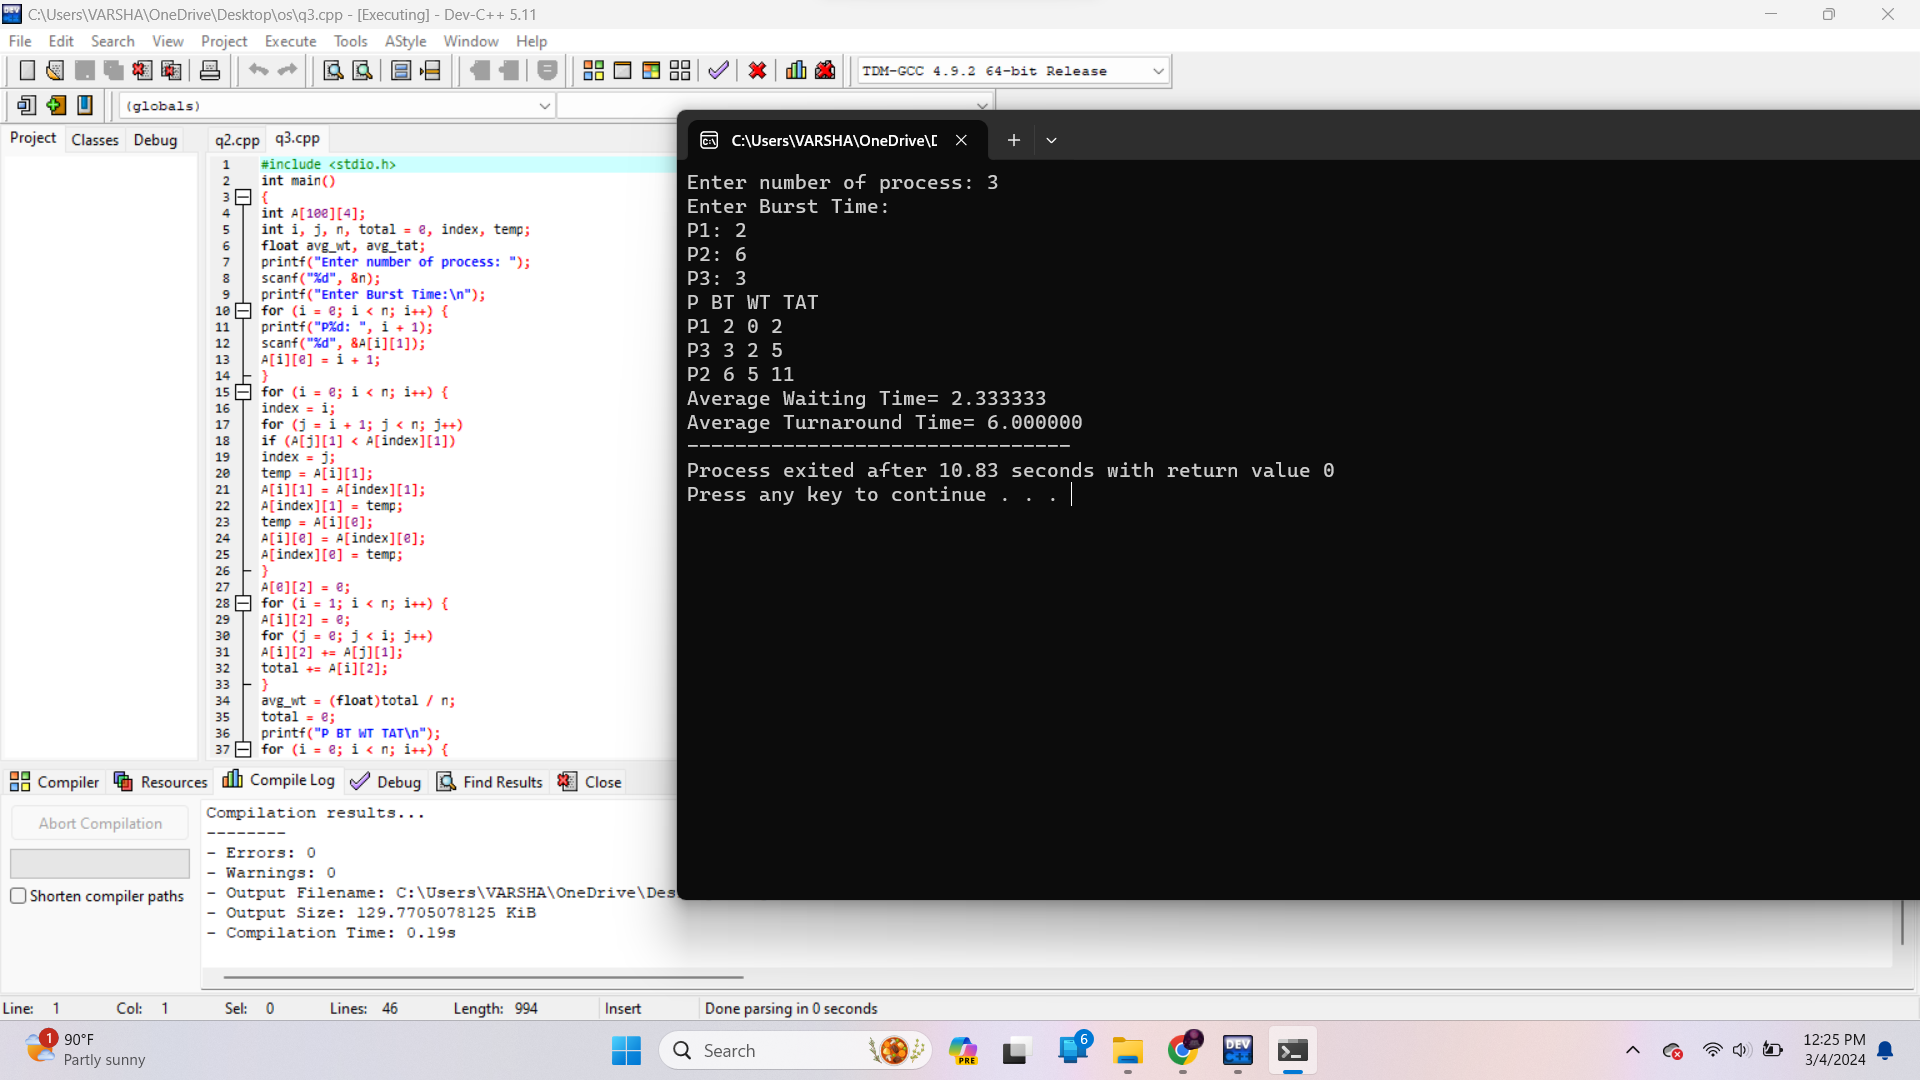 C:\Users\VARSHA\OneDrive\Desktop\os\q3.cpp - [Executing] - Dev-C++ 5.11
File Edit Search View Project Execute Tools AStyle Window Help
TDM-GCC 4.9.2 64-bit Release
(globals)
Project Classes Debug
q2.cpp q3.cpp
1 #include <stdio.h>
2 int main()
3 {
4 int A[100][4];
5 int i, j, n, total = 0, index, temp;
6 float avg_wt, avg_tat;
7 printf("Enter number of process: ");
8 scanf("%d", &n);
9 printf("Enter Burst Time:\n");
10 for (i = 0; i < n; i++) {
11 printf("P%d: ", i + 1);
12 scanf("%d", &A[i][1]);
13 A[i][0] = i + 1;
14 }
15 for (i = 0; i < n; i++) {
16 index = i;
17 for (j = i + 1; j < n; j++)
18 if (A[j][1] < A[index][1])
19 index = j;
20 temp = A[i][1];
21 A[i][1] = A[index][1];
22 A[index][1] = temp;
23 temp = A[i][0];
24 A[i][0] = A[index][0];
25 A[index][0] = temp;
26 }
27 A[0][2] = 0;
28 for (i = 1; i < n; i++) {
29 A[i][2] = 0;
30 for (j = 0; j < i; j++)
31 A[i][2] += A[j][1];
32 total += A[i][2];
33 }
34 avg_wt = (float)total / n;
35 total = 0;
36 printf("P BT WT TAT\n");
37 for (i = 0; i < n; i++) {
C:\Users\VARSHA\OneDrive\D
Enter number of process: 3
Enter Burst Time:
P1: 2
P2: 6
P3: 3
P BT WT TAT
P1 2 0 2
P3 3 2 5
P2 6 5 11
Average Waiting Time= 2.333333
Average Turnaround Time= 6.000000
--------------------------------
Process exited after 10.83 seconds with return value 0
Press any key to continue . . .
Compiler Resources Compile Log Debug Find Results Close
Abort Compilation
Shorten compiler paths
Compilation results...
--------
- Errors: 0
- Warnings: 0
- Output Filename: C:\Users\VARSHA\OneDrive\Des
- Output Size: 129.7705078125 KiB
- Compilation Time: 0.19s
Line: 1 Col: 1 Sel: 0 Lines: 46 Length: 994 Insert Done parsing in 0 seconds
1
90°F
Partly sunny
Search
PRE
6
DEV
12:25 PM
3/4/2024